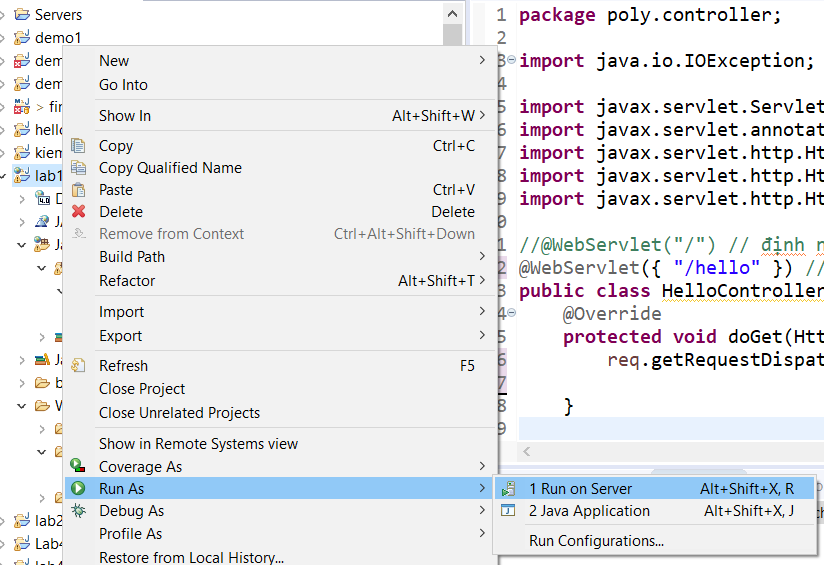 Servers
demo1
dem
dem
> fir
hello
kiem
lab1
New
Go Into
Show In Alt+Shift+W
Copy Ctrl+C
Copy Qualified Name
Paste Ctrl+V
Delete Delete
Remove from Context Ctrl+Alt+Shift+Down
Build Path
Refactor Alt+Shift+T
Import
Export
Refresh F5
Close Project
Close Unrelated Projects
Show in Remote Systems view
Coverage As
Run As
Debug As
Profile As
Restore from Local History...
lab2
Lab4
1 Run on Server Alt+Shift+X, R
2 Java Application Alt+Shift+X, J
Run Configurations...
1 package poly.controller;
2
3 import java.io.IOException;
4
5 import javax.servlet.Servlet
6 import javax.servlet.annotat
7 import javax.servlet.http.Ht
8 import javax.servlet.http.Ht
9 import javax.servlet.http.Ht
0
1 //@WebServlet("/") // định n
2 @WebServlet({ "/hello" }) //
3 public class HelloController
4 @Override
5 protected void doGet(Htt
6 req.getRequestDispat
7
8 }
9